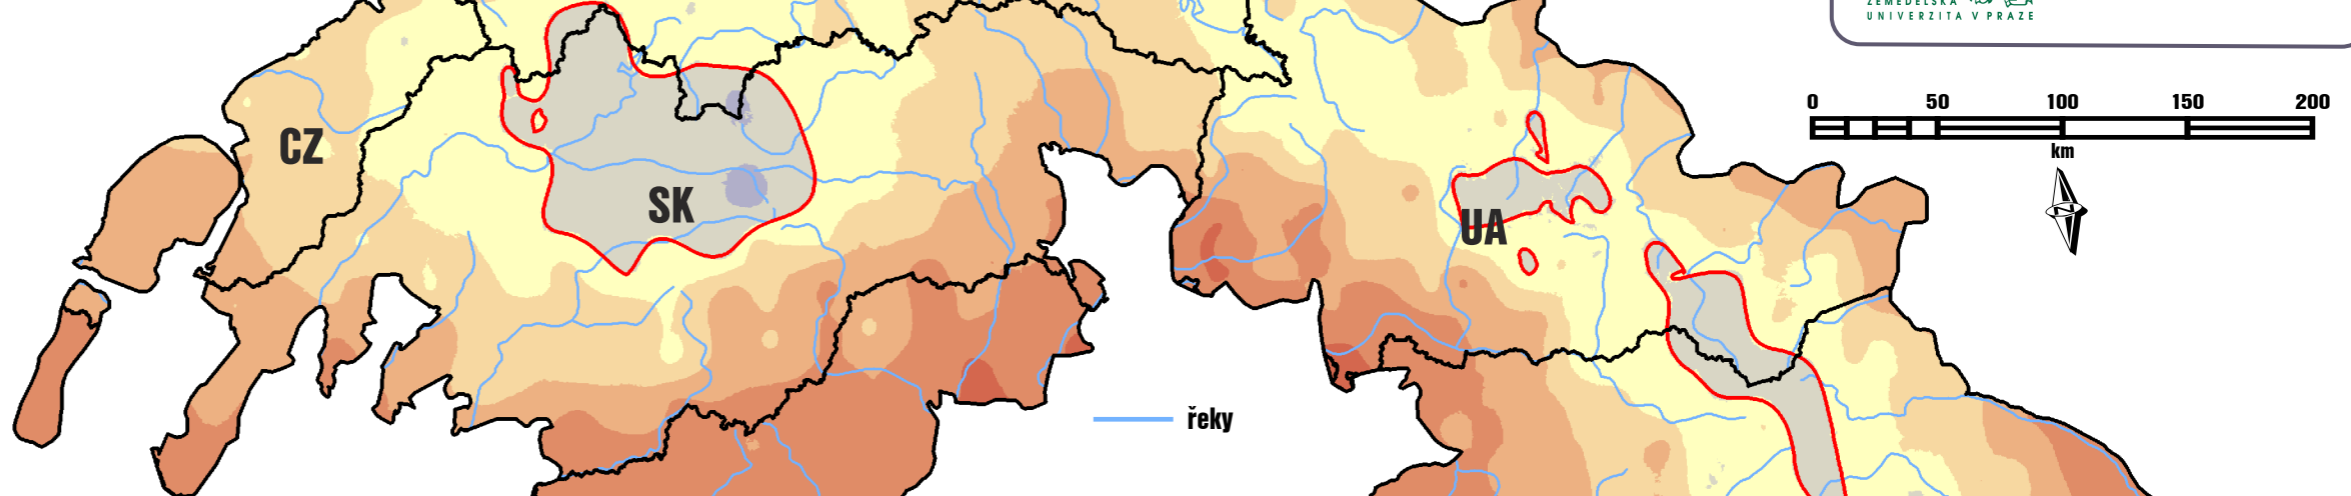 ZEMĚDĚLSKÁ
UNIVERZITA V PRAZE
0 50 100 150 200
km
N
CZ
SK
UA
řeky